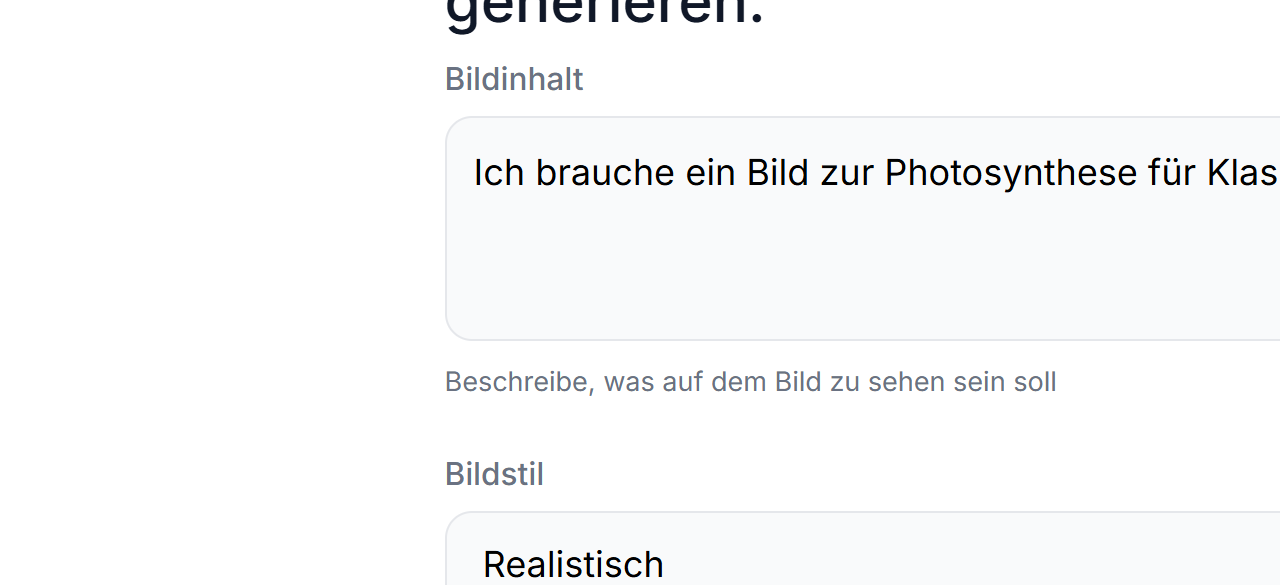 generieren.
Bildinhalt
Ich brauche ein Bild zur Photosynthese für Klas
Beschreibe, was auf dem Bild zu sehen sein soll
Bildstil
Realistisch